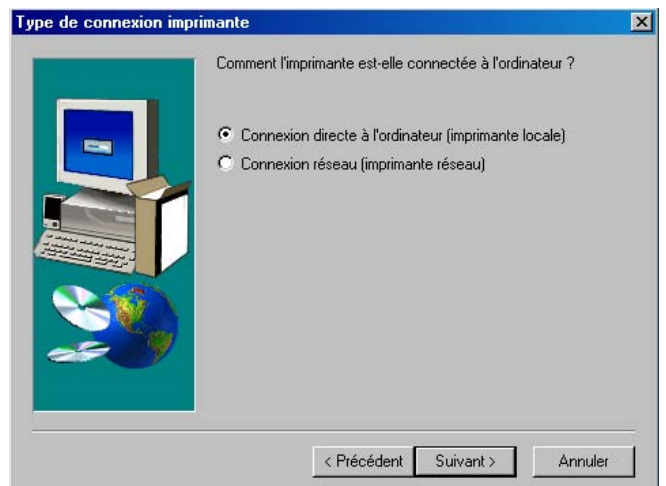 Type de connexion imprimante
Comment l'imprimante est-elle connectée à l'ordinateur ?
Connexion directe à l'ordinateur (imprimante locale)
Connexion réseau (imprimante réseau)
< Précédent
Suivant >
Annuler